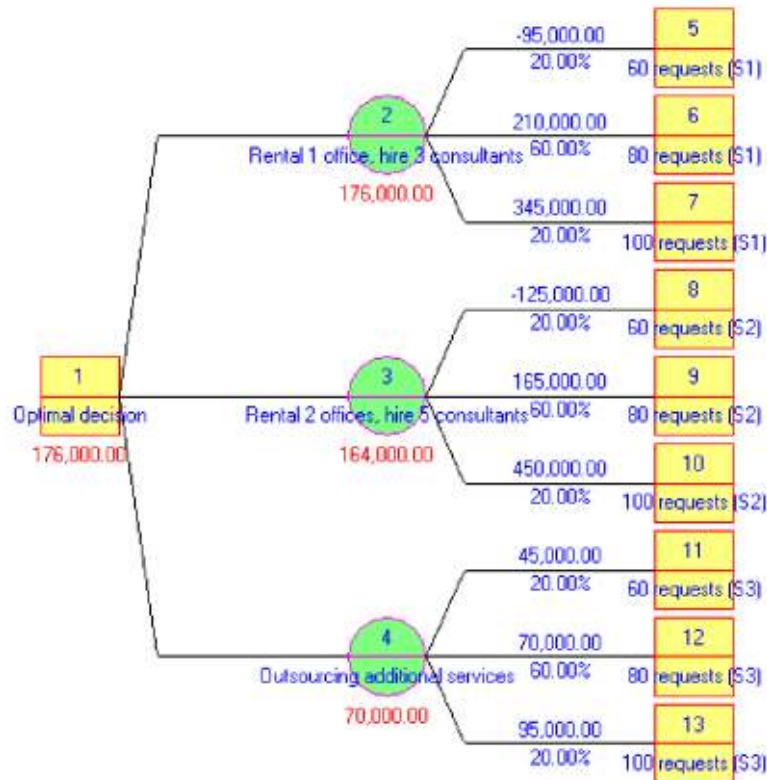 -95,000.00
20.00%
5
60 requests (S1)
2
Rental 1 office, hire 3 consultants
176,000.00
210,000.00
60.00%
6
80 requests (S1)
345,000.00
20.00%
7
100 requests (S1)
1
Optimal decision
176,000.00
-125,000.00
20.00%
8
60 requests (S2)
3
Rental 2 offices, hire 5 consultants
164,000.00
165,000.00
60.00%
9
80 requests (S2)
450,000.00
20.00%
10
100 requests (S2)
45,000.00
20.00%
11
60 requests (S3)
4
Outsourcing additional services
70,000.00
70,000.00
60.00%
12
80 requests (S3)
95,000.00
20.00%
13
100 requests (S3)